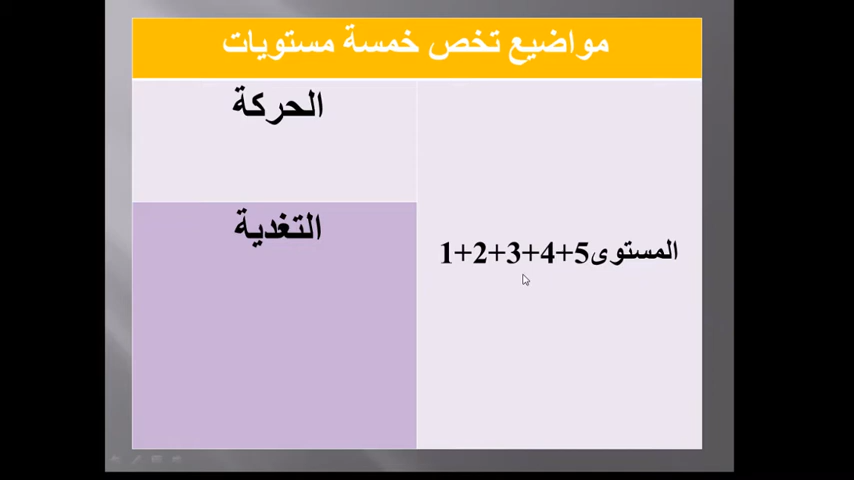 مواضيع تخص خمسة مستويات
المستوى5+4+3+2+1
الحركة
التغدية